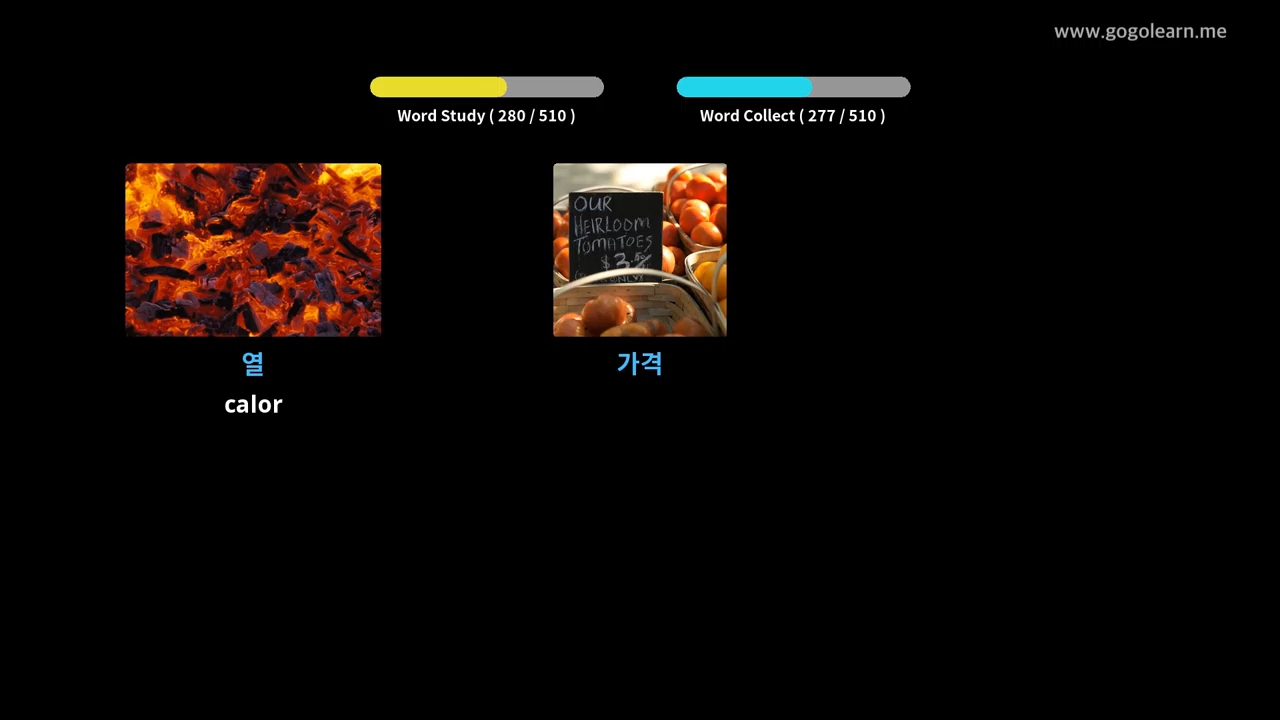 www.gogolearn.me
Word Study ( 280 / 510 )
Word Collect ( 277 / 510 )
OUR
HEIRLOOM
TOMATOES
열
가격
calor